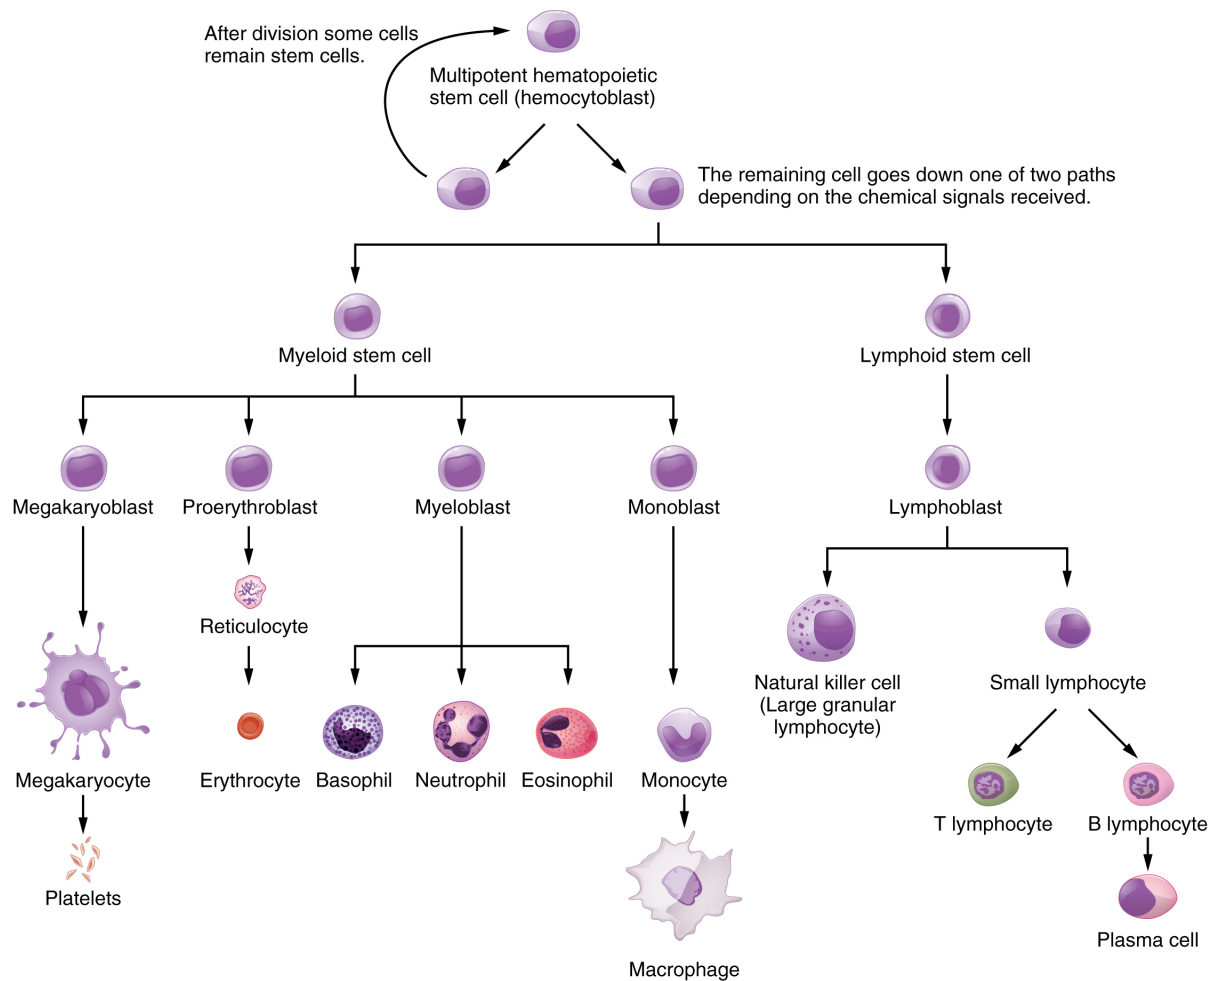 After division some cells
remain stem cells.
Multipotent hematopoietic
stem cell (hemocytoblast)
The remaining cell goes down one of two paths
depending on the chemical signals received.
Myeloid stem cell
Lymphoid stem cell
Megakaryoblast
Proerythroblast
Myeloblast
Monoblast
Lymphoblast
Reticulocyte
Natural killer cell
(Large granular
lymphocyte)
Small lymphocyte
Megakaryocyte
Erythrocyte
Basophil
Neutrophil
Eosinophil
Monocyte
T lymphocyte
B lymphocyte
Platelets
Plasma cell
Macrophage